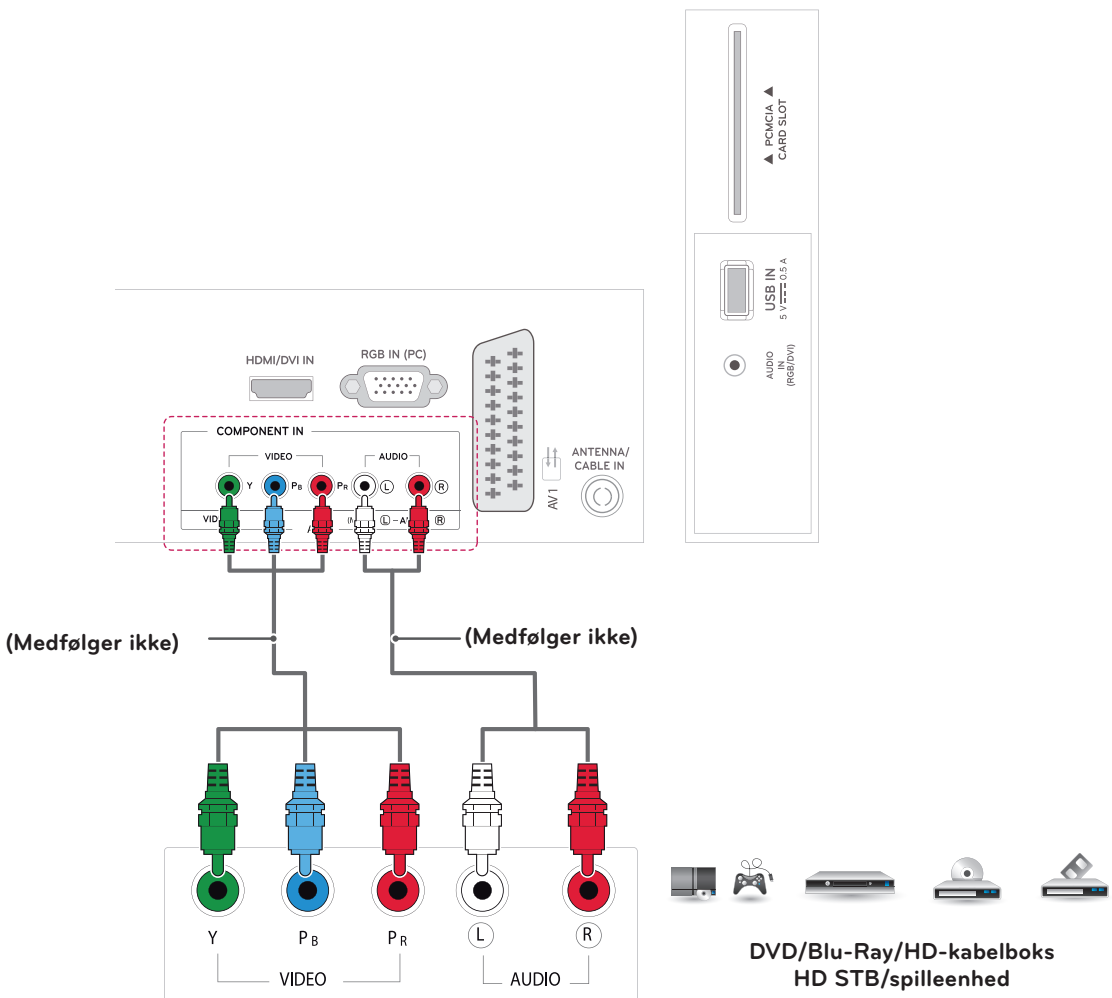 ▲ PCMCIA ▲
CARD SLOT
USB IN
5 V 0.5 A
AUDIO
IN
(RGB/DVI)
HDMI/DVI IN
RGB IN (PC)
ANTENNA/
CABLE IN
AV1
COMPONENT IN
VIDEO
AUDIO
Y
PB
PR
L
R
(Medfølger ikke)
(Medfølger ikke)
Y
PB
PR
L
R
VIDEO
AUDIO
DVD/Blu-Ray/HD-kabelboks
HD STB/spilleenhed